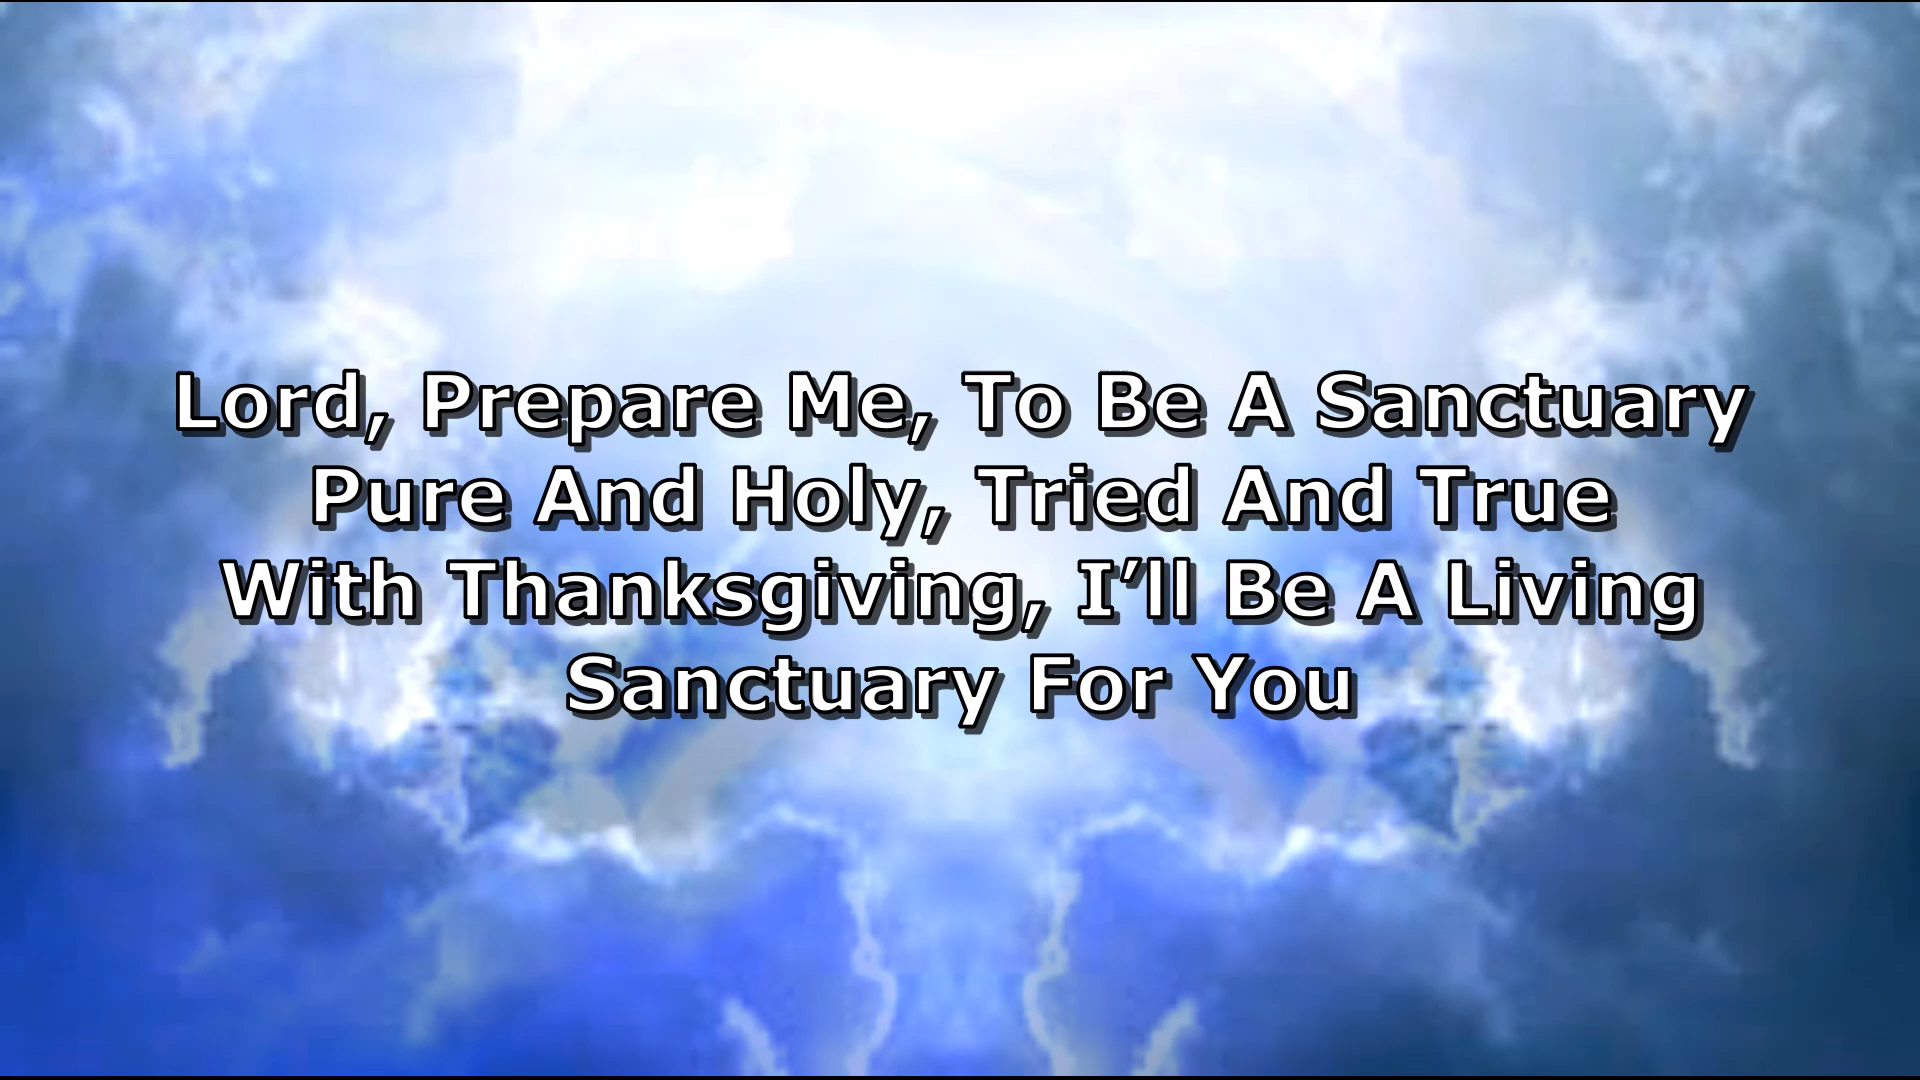 Lord, Prepare Me, To Be A Sanctuary
Pure And Holy, Tried And True
With Thanksgiving, I’ll Be A Living
Sanctuary For You